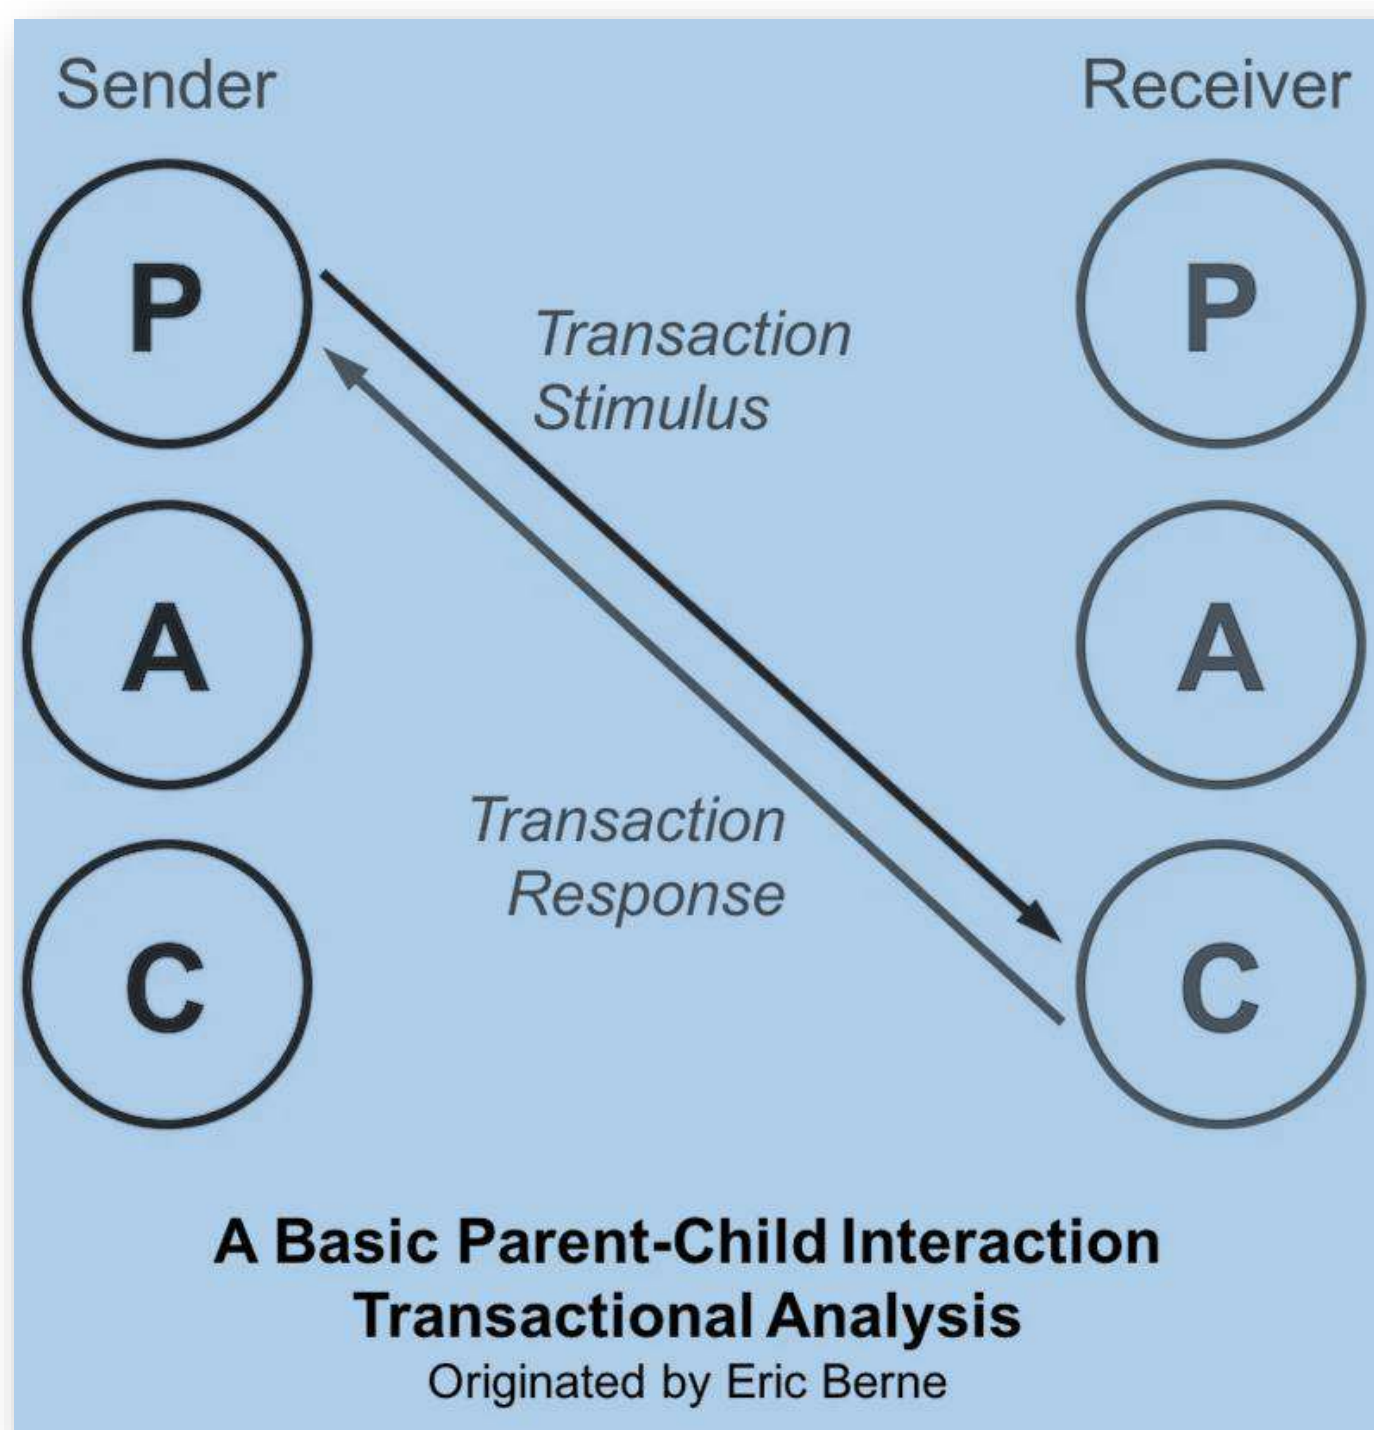 Sender
Receiver
P
P
Transaction
Stimulus
A
A
Transaction
Response
C
C
A Basic Parent-Child Interaction
Transactional Analysis
Originated by Eric Berne